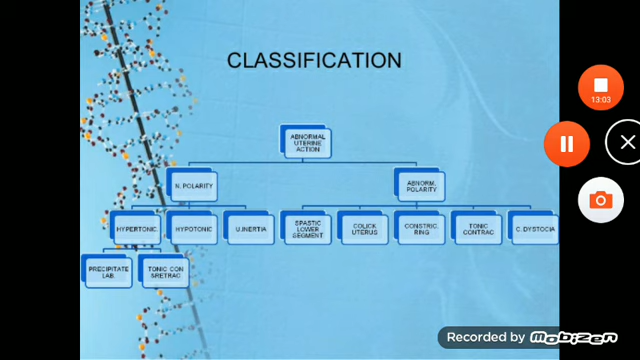 CLASSIFICATION
ABNORMAL
UTERINE
ACTION
N. POLARITY
ABNORM.
POLARITY
HYPERTONIC.
HYPOTONIC
U.INERTIA
SPASTIC
LOWER
SEGMENT
COLICK
UTERUS
CONSTRIC.
RING
TONIC
CONTRAC
C. DYSTOCIA
PRECIPITATE
LAB.
TONIC CON
SRETRAC
13:03
Recorded by mobizen